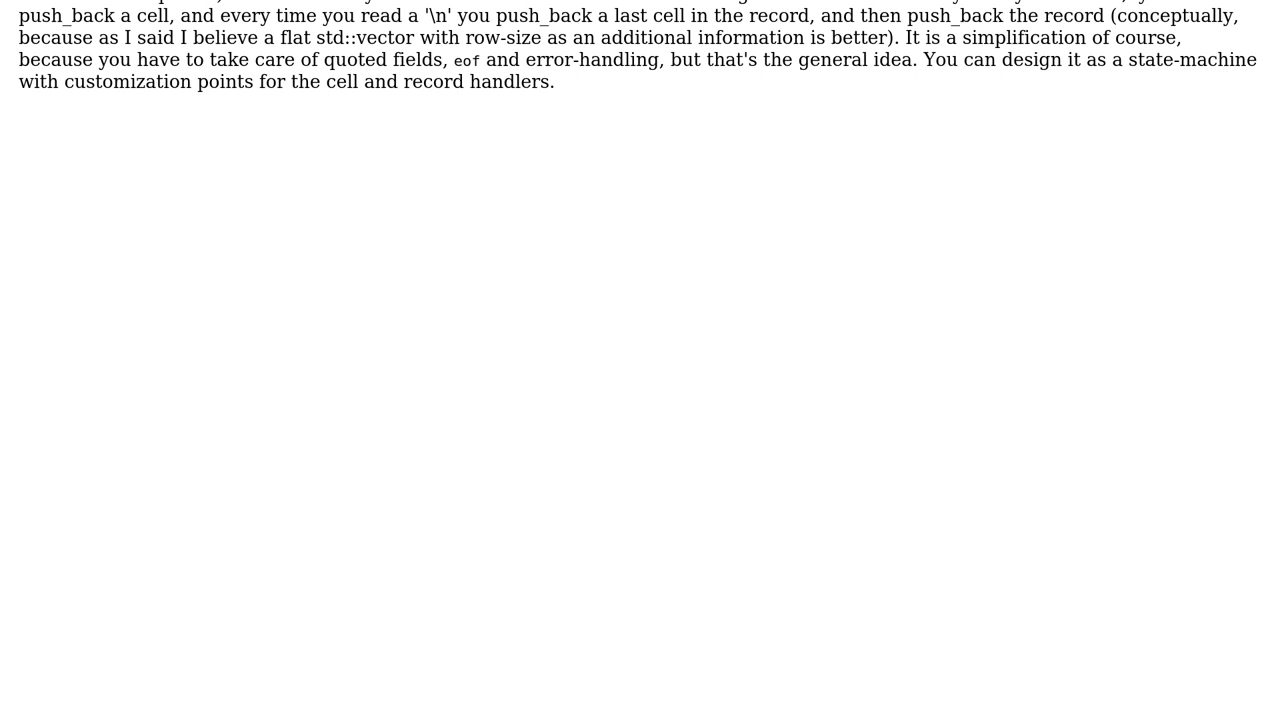 push_back a cell, and every time you read a '\n' you push_back a last cell in the record, and then push_back the record (conceptually,
because as I said I believe a flat std::vector with row-size as an additional information is better). It is a simplification of course,
because you have to take care of quoted fields, eof and error-handling, but that's the general idea. You can design it as a state-machine
with customization points for the cell and record handlers.